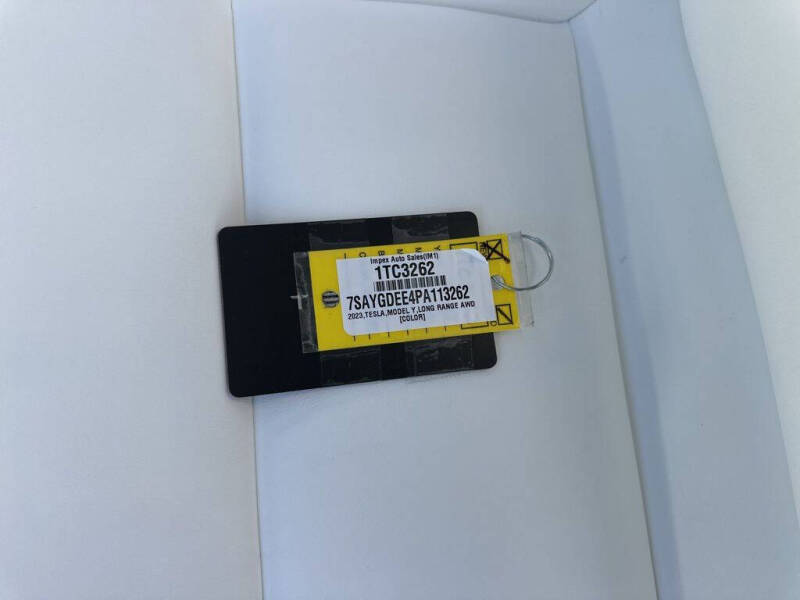 Impex Auto Sales(IM1)
1TC3262
7SAYGDEE4PA113262
2023,TESLA,MODEL Y,LONG RANGE AWD
[COLOR]